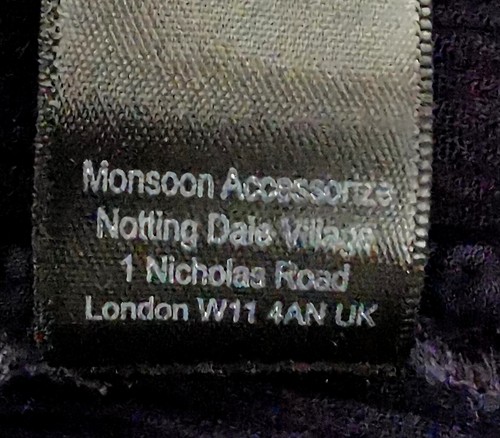 Monsoon Accessorize
Notting Dale Village
1 Nicholas Road
London W11 4AN UK